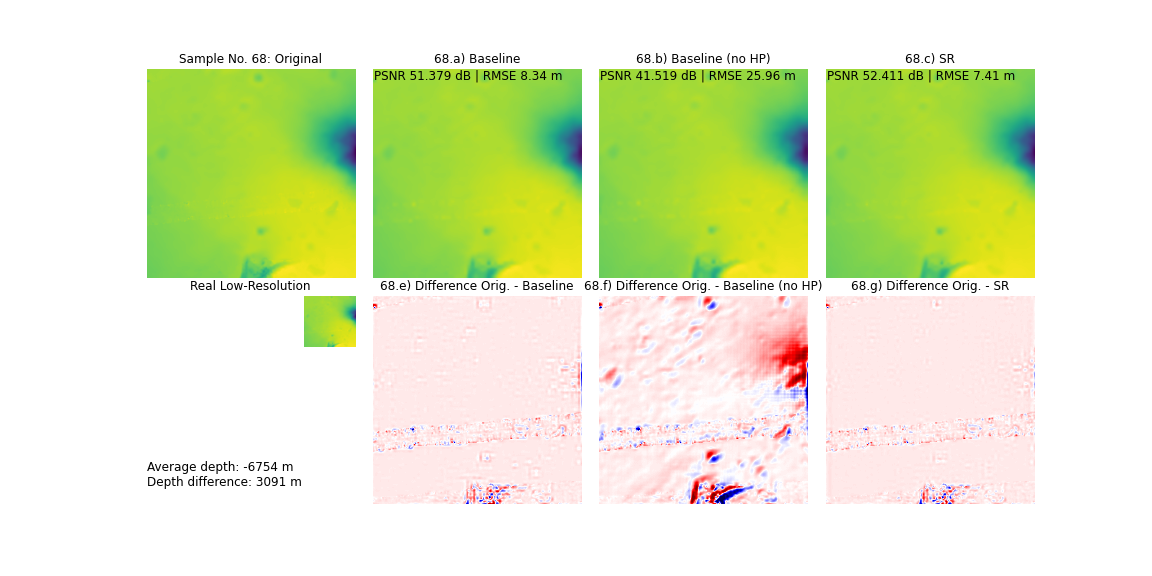 Sample No. 68: Original
68.a) Baseline
68.b) Baseline (no HP)
68.c) SR
PSNR 51.379 dB | RMSE 8.34 m
PSNR 41.519 dB | RMSE 25.96 m
PSNR 52.411 dB | RMSE 7.41 m
Real Low-Resolution
68.e) Difference Orig. - Baseline
68.f) Difference Orig. - Baseline (no HP)
68.g) Difference Orig. - SR
Average depth: -6754 m
Depth difference: 3091 m